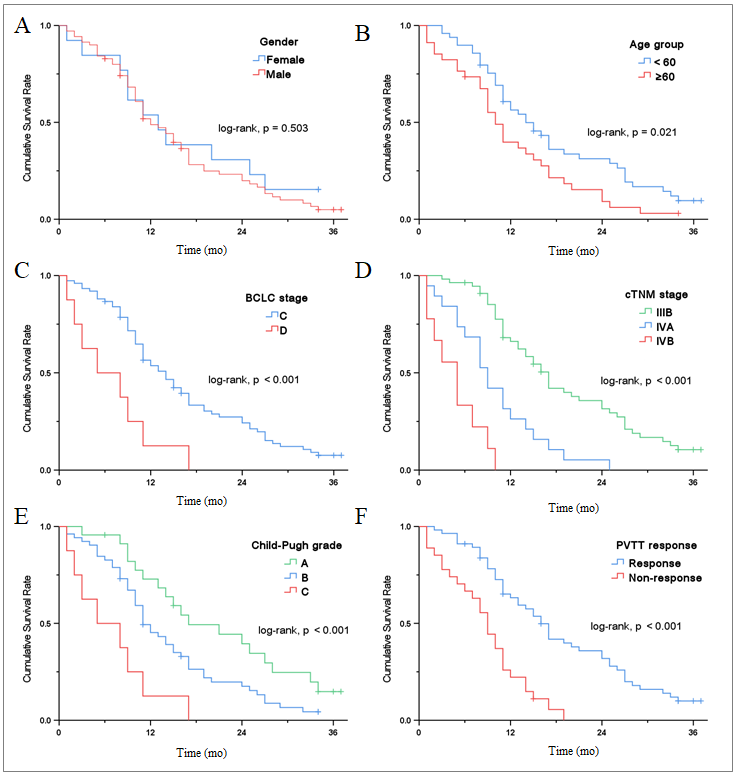 A
Cumulative Survival Rate
1.0
0.5
0.0
0
12
24
36
Time (mo)
Gender
Female
Male
log-rank, p = 0.503
B
Cumulative Survival Rate
1.0
0.5
0.0
0
12
24
36
Time (mo)
Age group
< 60
≥60
log-rank, p = 0.021
C
Cumulative Survival Rate
1.0
0.5
0.0
0
12
24
36
Time (mo)
BCLC stage
C
D
log-rank, p < 0.001
D
Cumulative Survival Rate
1.0
0.5
0.0
0
12
24
36
Time (mo)
cTNM stage
IIIB
IVA
IVB
log-rank, p < 0.001
E
Cumulative Survival Rate
1.0
0.5
0.0
0
12
24
36
Time (mo)
Child-Pugh grade
A
B
C
log-rank, p < 0.001
F
Cumulative Survival Rate
1.0
0.5
0.0
0
12
24
36
Time (mo)
PVTT response
Response
Non-response
log-rank, p < 0.001